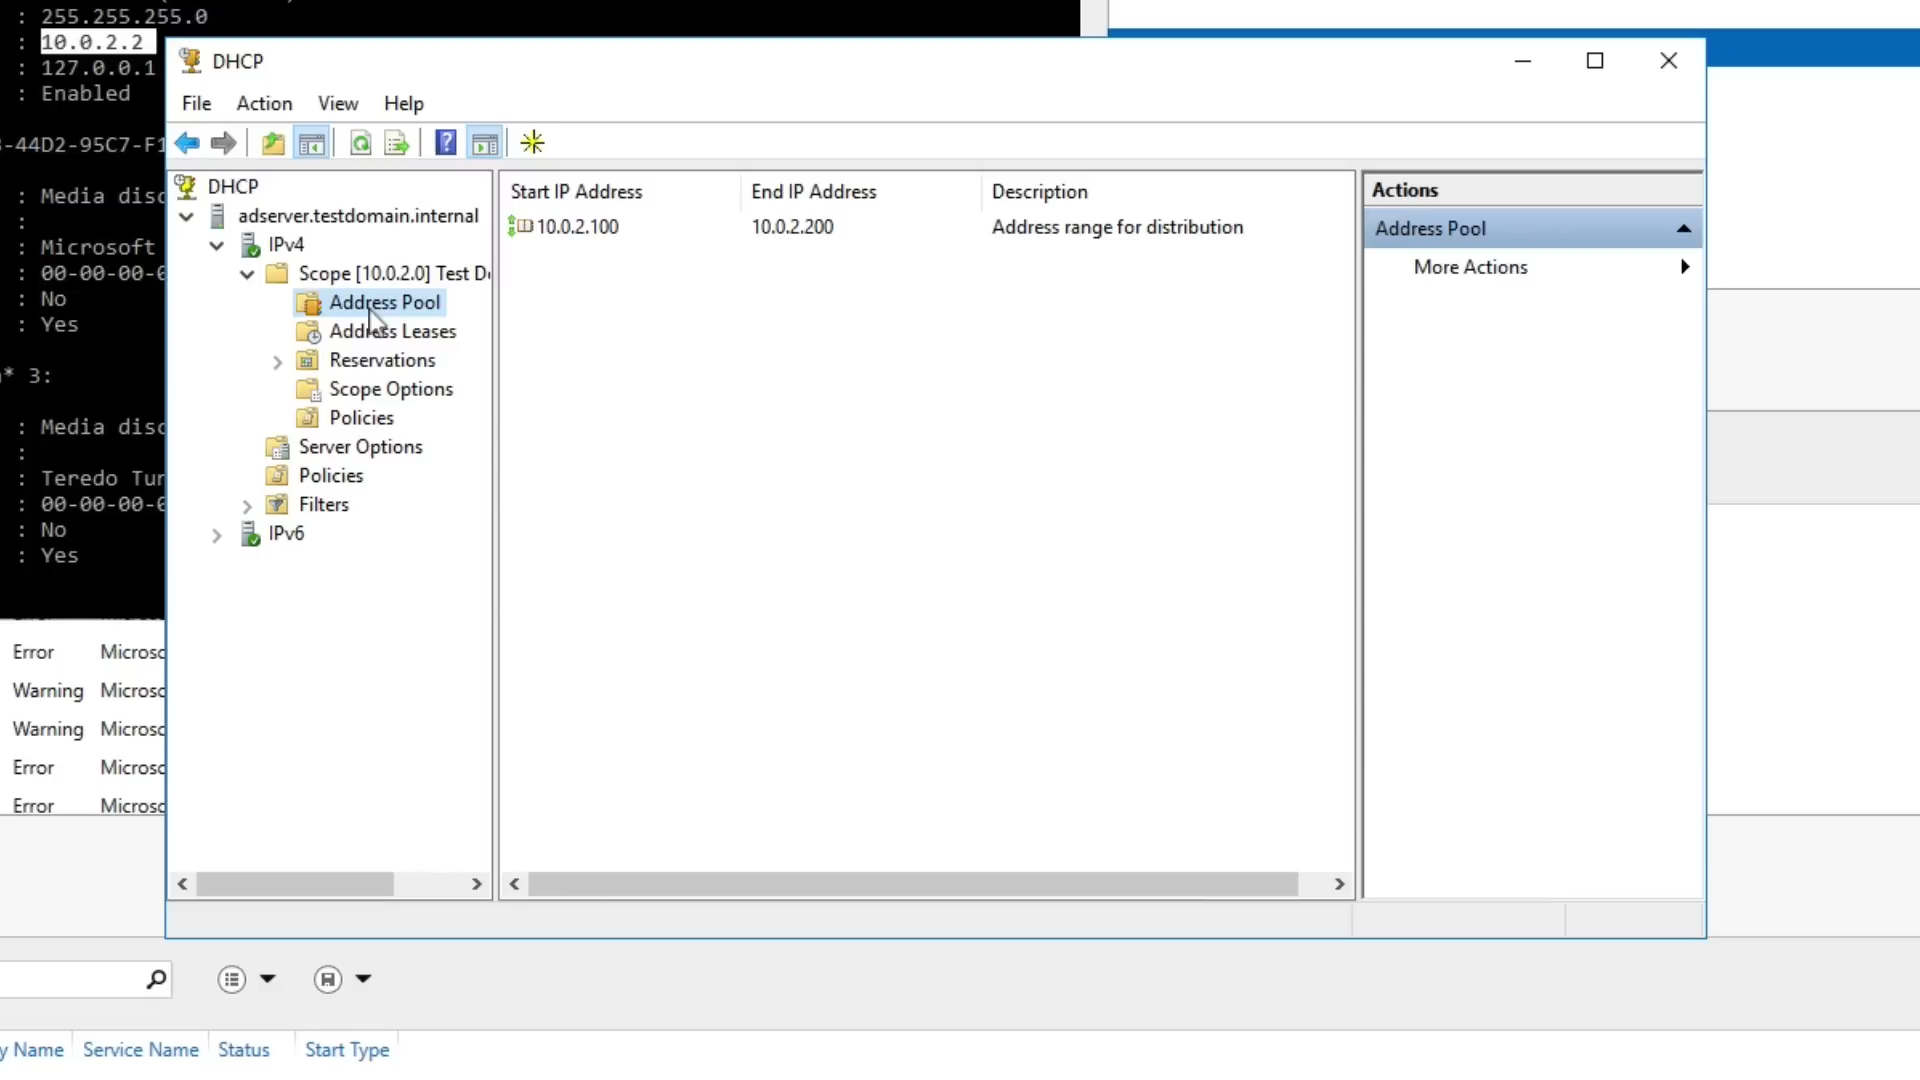 : 255.255.255.0
: 10.0.2.2
: 127.0.0.1
: Enabled
-44D2-95C7-F1
: Media disc
:
: Microsoft
: 00-00-00-0
: No
: Yes
* 3:
: Media disc
:
: Teredo Tun
: 00-00-00-0
: No
: Yes
DHCP
File Action View Help
DHCP
adserver.testdomain.internal
IPv4
Scope [10.0.2.0] Test Do
Address Pool
Address Leases
Reservations
Scope Options
Policies
Server Options
Policies
Filters
IPv6
Start IP Address End IP Address Description
10.0.2.100 10.0.2.200 Address range for distribution
Actions
Address Pool
More Actions
Error Microso
Warning Microso
Warning Microso
Error Microso
Error Microso
y Name Service Name Status Start Type